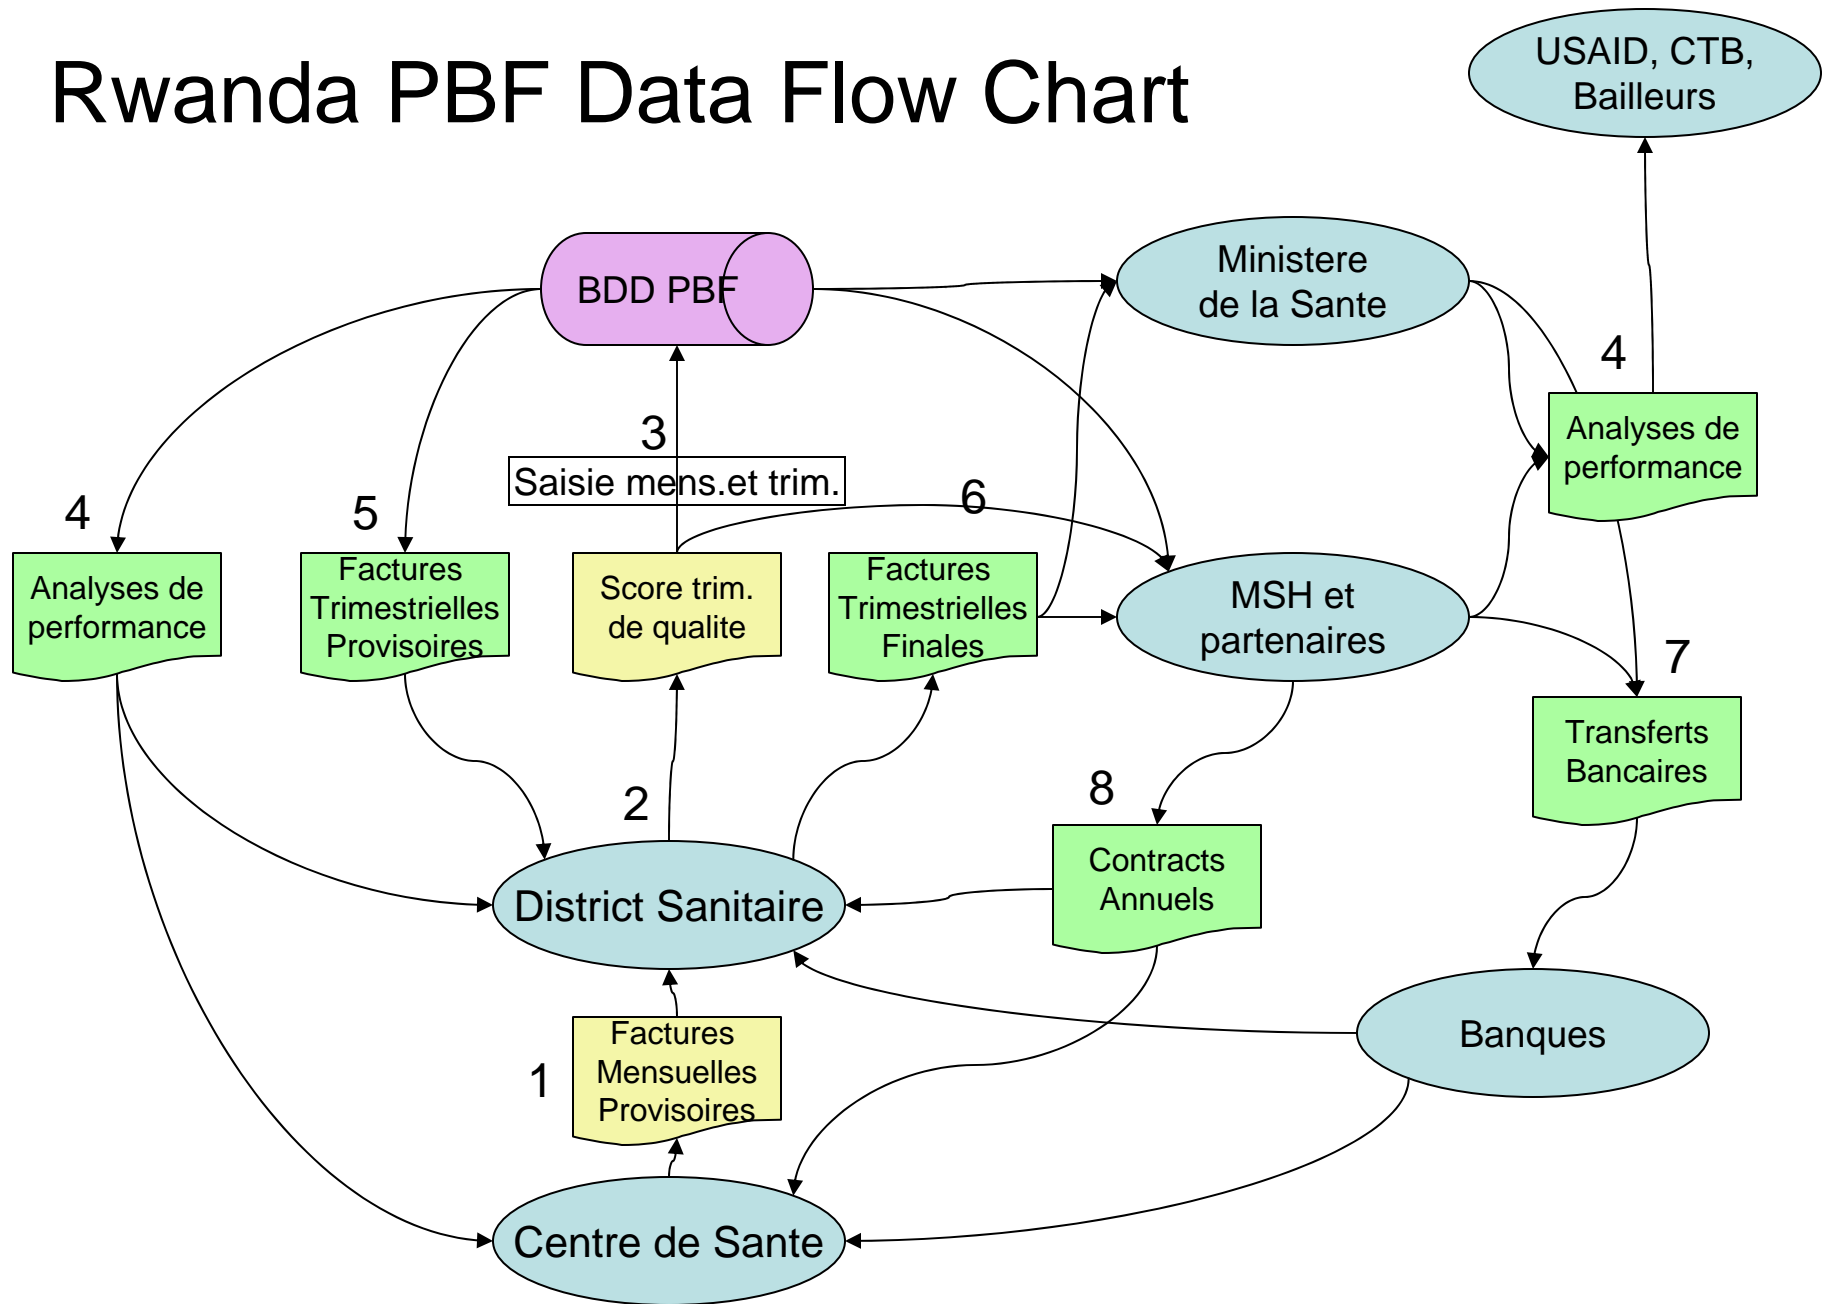 Rwanda PBF Data Flow Chart
USAID, CTB,
Bailleurs
BDD PBF
Ministere
de la Sante
4
Analyses de
performance
3
Saisie mens.et trim.
6
4
Analyses de
performance
5
Factures
Trimestrielles
Provisoires
Score trim.
de qualite
Factures
Trimestrielles
Finales
MSH et
partenaires
7
Transferts
Bancaires
2
8
Contracts
Annuels
District Sanitaire
Banques
1
Factures
Mensuelles
Provisoires
Centre de Sante